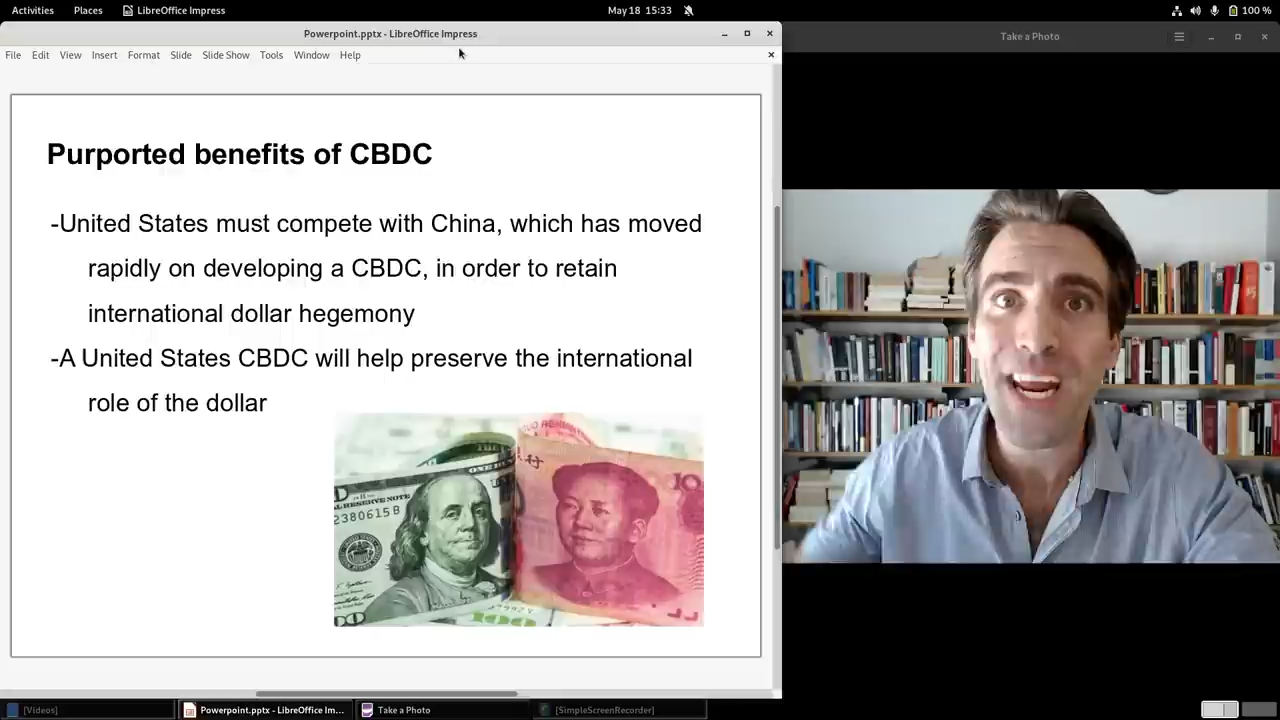 Activities Places LibreOffice Impress May 18 15:33 100 %
Powerpoint.pptx - LibreOffice Impress
Take a Photo
File Edit View Insert Format Slide Slide Show Tools Window Help
Purported benefits of CBDC
-United States must compete with China, which has moved
rapidly on developing a CBDC, in order to retain
international dollar hegemony
-A United States CBDC will help preserve the international
role of the dollar
2380615 B
100
[Videos] Powerpoint.pptx - LibreOffice Im... Take a Photo [SimpleScreenRecorder]